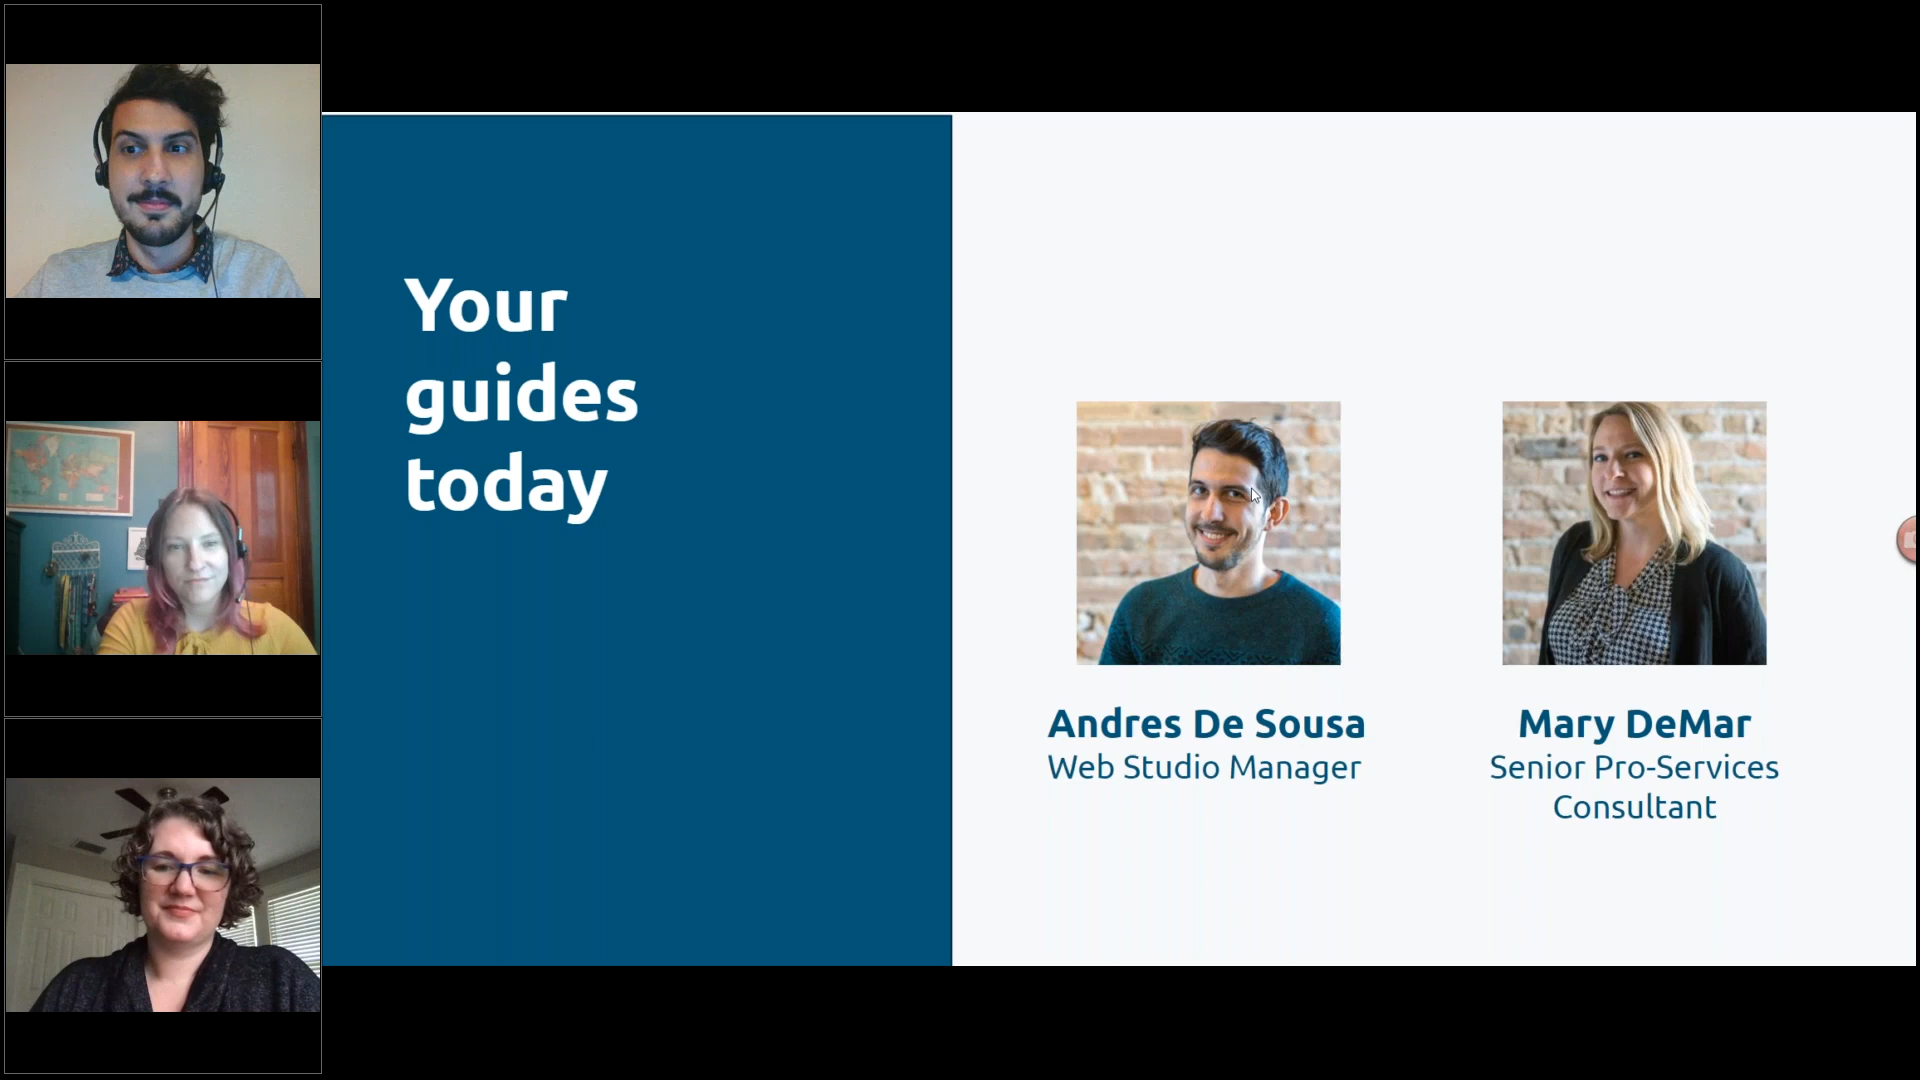 Your
guides
today
Andres De Sousa
Web Studio Manager
Mary DeMar
Senior Pro-Services
Consultant